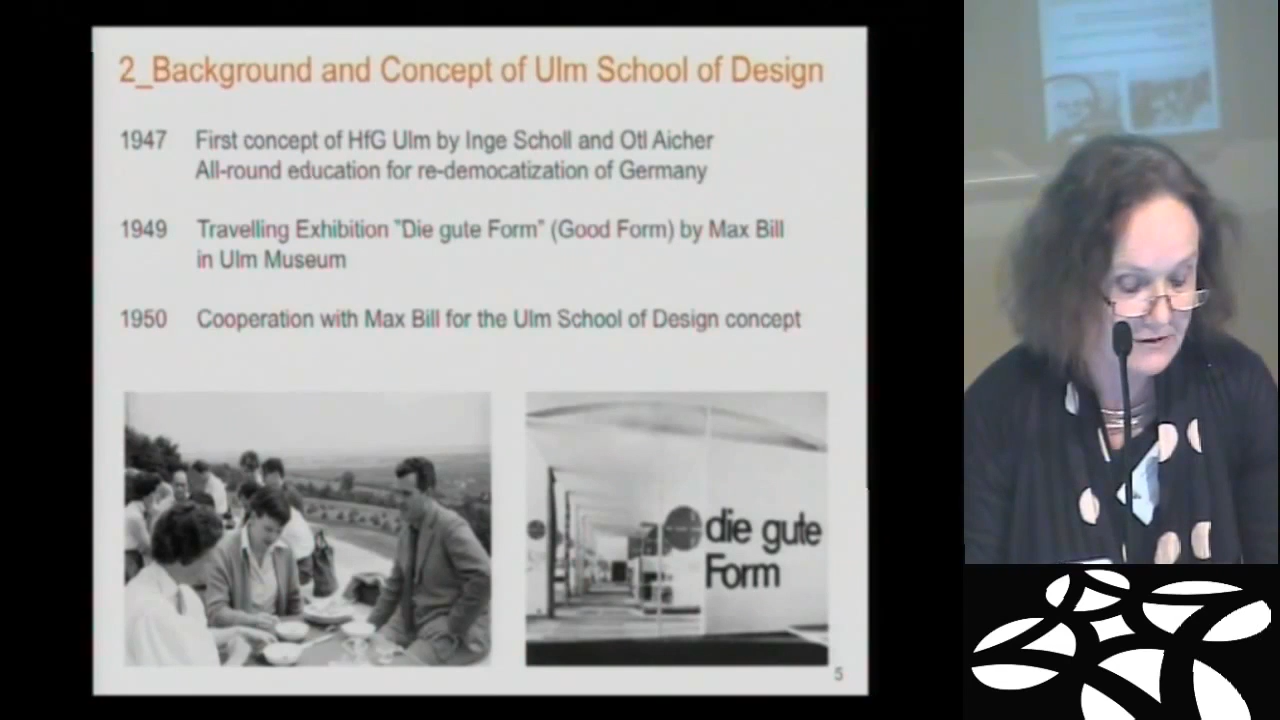 2_Background and Concept of Ulm School of Design
1947 First concept of HfG Ulm by Inge Scholl and Otl Aicher
All-round education for re-democatization of Germany
1949 Travelling Exhibition "Die gute Form" (Good Form) by Max Bill
in Ulm Museum
1950 Cooperation with Max Bill for the Ulm School of Design concept
die gute
Form
5